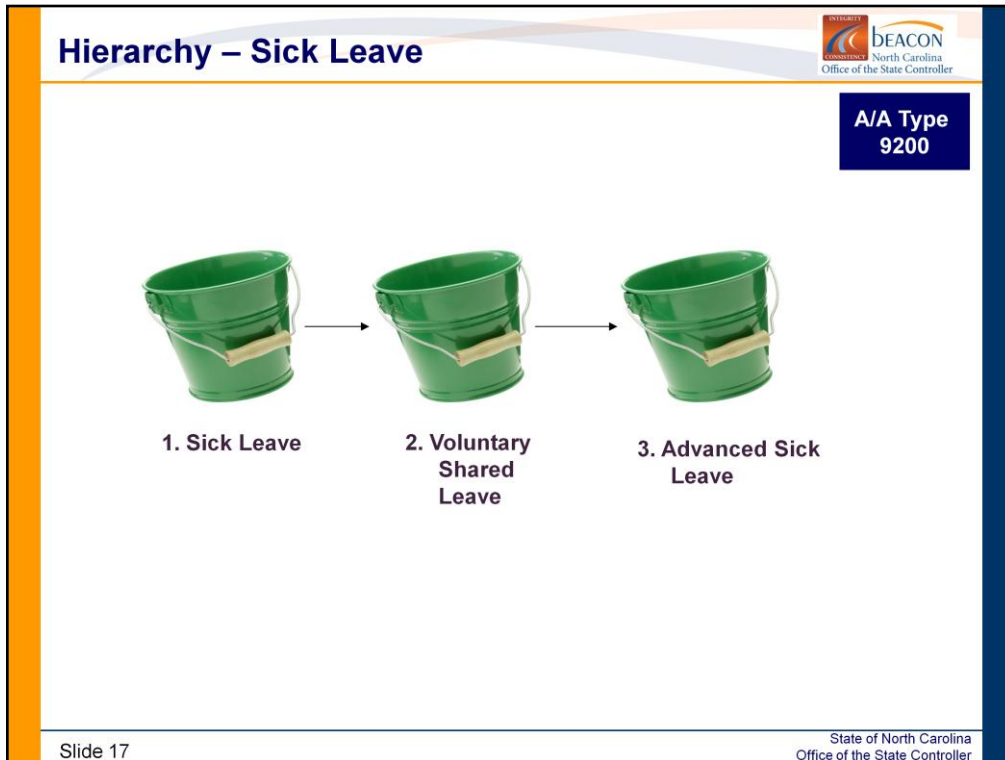 Hierarchy – Sick Leave
INTEGRITY
CONSISTENCY
bEACON
North Carolina
Office of the State Controller
A/A Type
9200
1. Sick Leave
2. Voluntary
Shared
Leave
3. Advanced Sick
Leave
Slide 17
State of North Carolina
Office of the State Controller